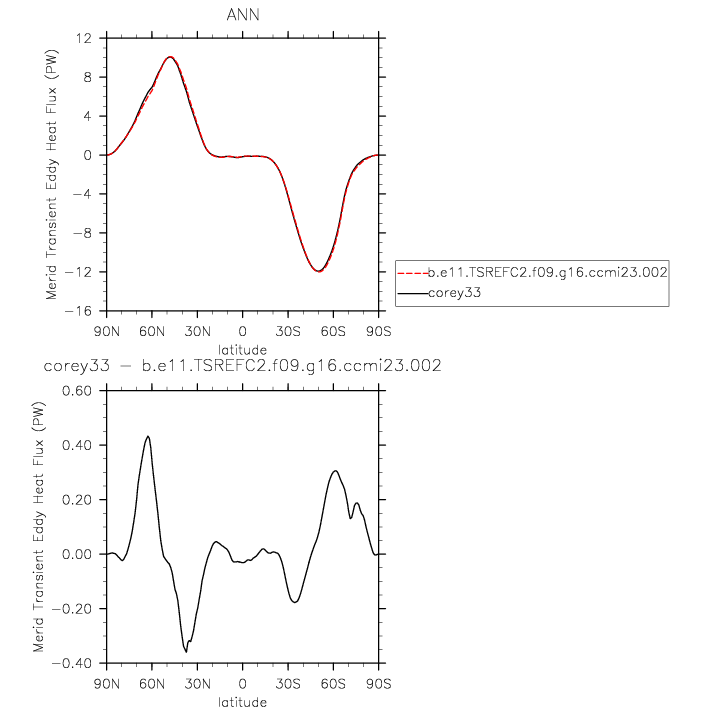 ANN
12
8
4
0
−4
−8
−12
−16
Merid Transient Eddy Heat Flux (PW)
90N 60N 30N 0 30S 60S 90S
latitude
b.e11.TSREFC2.f09.g16.ccmi23.002
corey33
corey33 − b.e11.TSREFC2.f09.g16.ccmi23.002
0.60
0.40
0.20
0.00
−0.20
−0.40
Merid Transient Eddy Heat Flux (PW)
90N 60N 30N 0 30S 60S 90S
latitude